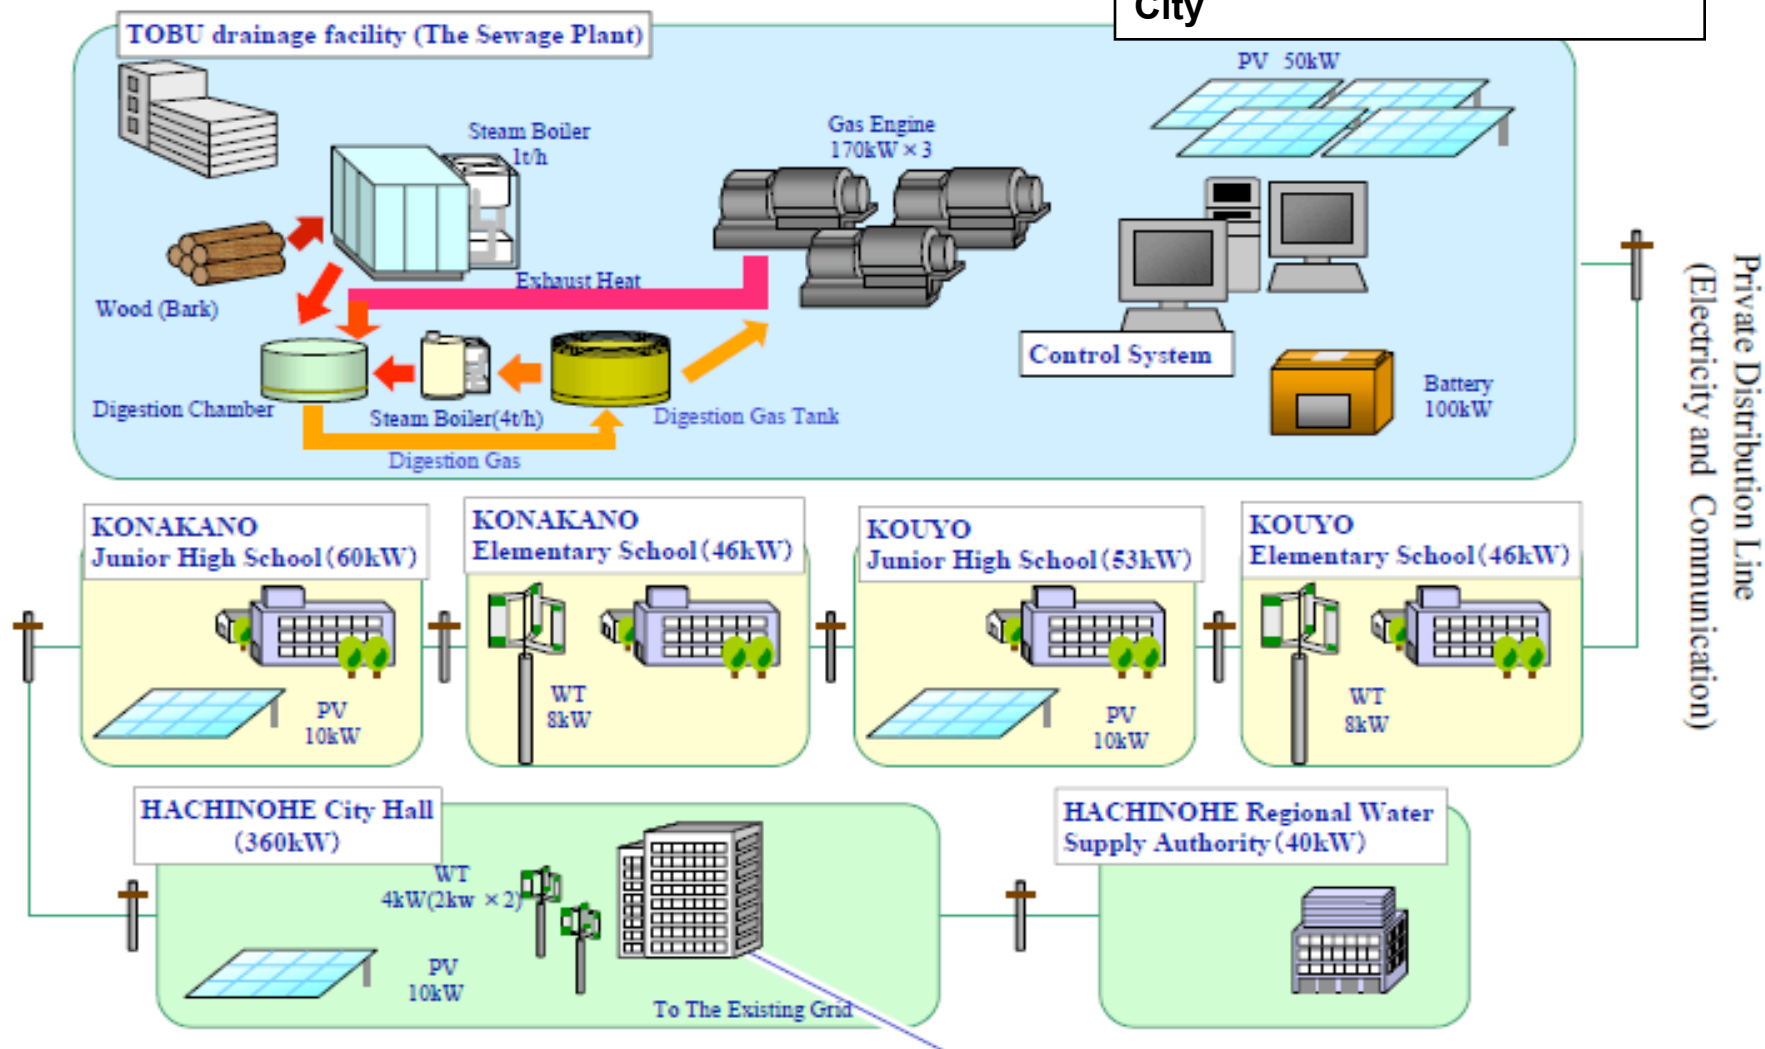 City
TOBU drainage facility (The Sewage Plant)
PV 50kW
Steam Boiler
1t/h
Gas Engine
170kW × 3
Exhaust Heat
Wood (Bark)
Control System
Battery
100kW
Digestion Chamber
Steam Boiler(4t/h)
Digestion Gas Tank
Digestion Gas
Private Distribution Line
(Electricity and Communication)
KONAKANO
Junior High School(60kW)
PV
10kW
KONAKANO
Elementary School(46kW)
WT
8kW
KOUYO
Junior High School(53kW)
PV
10kW
KOUYO
Elementary School(46kW)
WT
8kW
HACHINOHE City Hall
(360kW)
WT
4kW(2kw ×2)
PV
10kW
To The Existing Grid
HACHINOHE Regional Water
Supply Authority(40kW)